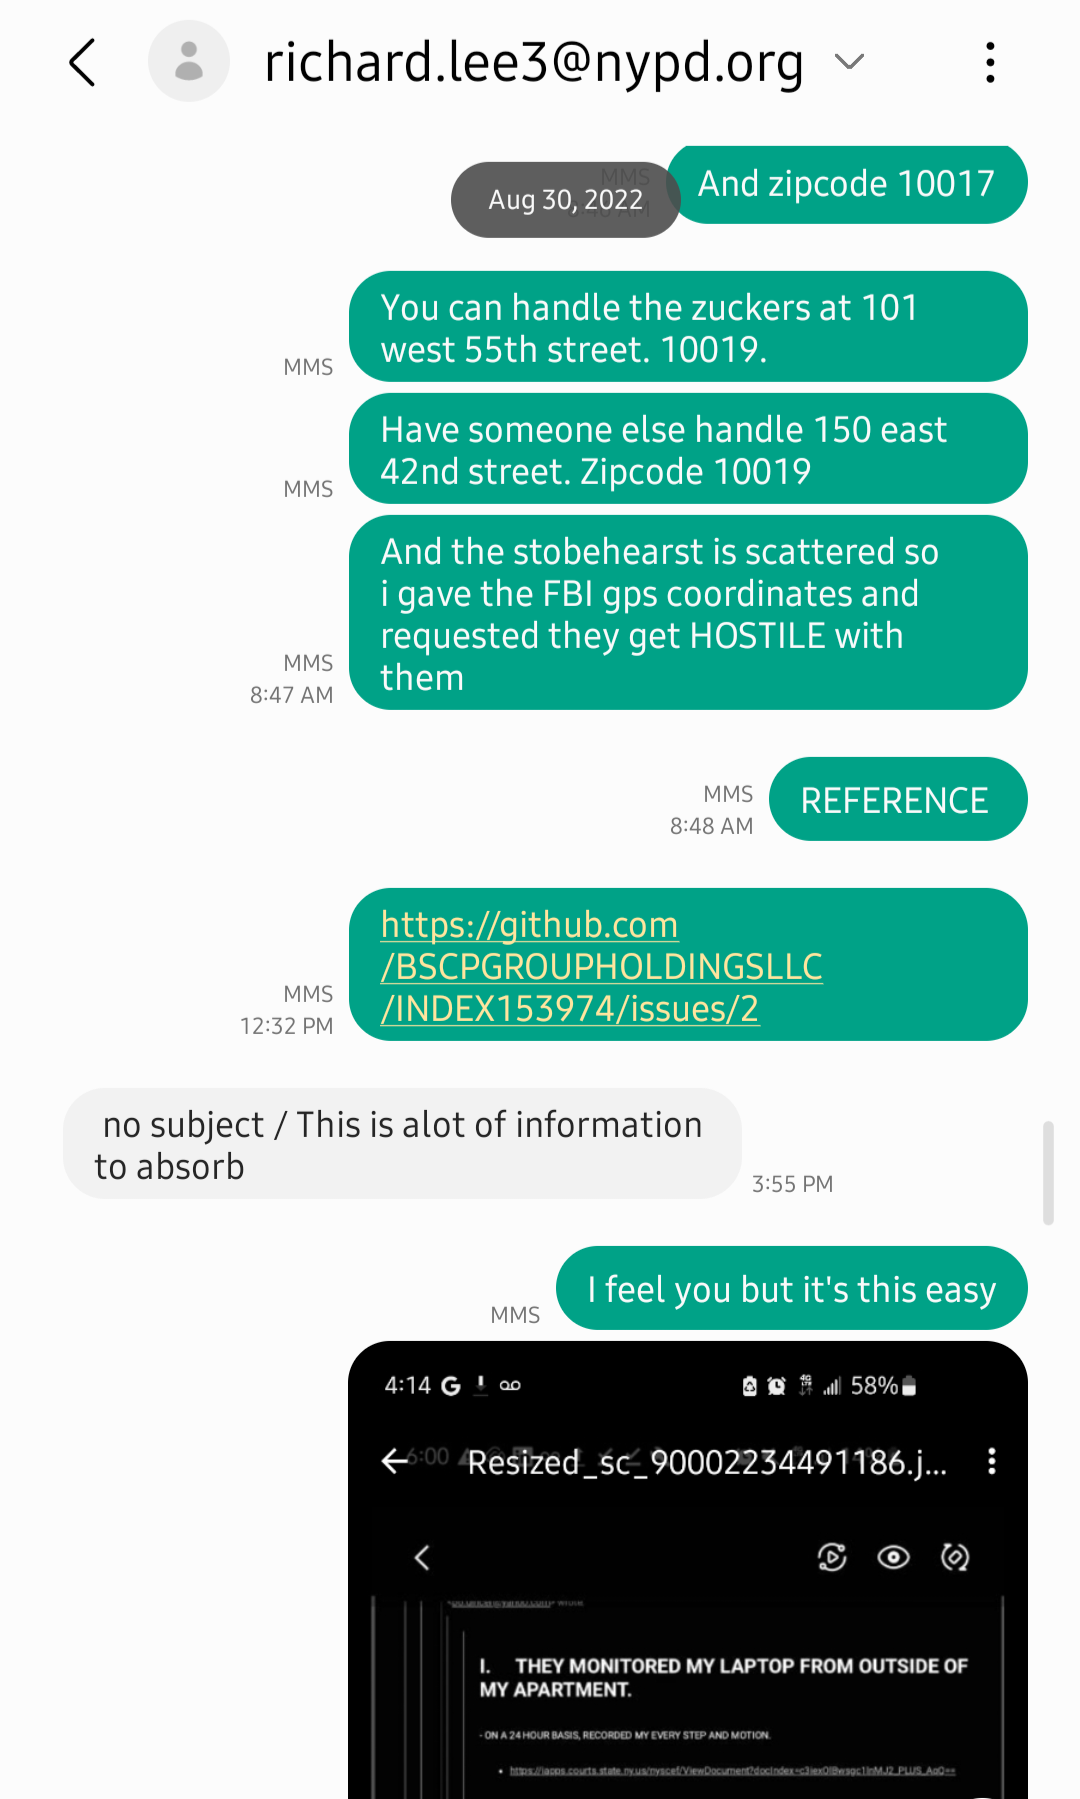 richard.lee3@nypd.org
And zipcode 10017
MMS
Aug 30, 2022
You can handle the zuckers at 101
west 55th street. 10019.
MMS
Have someone else handle 150 east
42nd street. Zipcode 10019
MMS
And the stobehearst is scattered so
i gave the FBI gps coordinates and
requested they get HOSTILE with
them
MMS
8:47 AM
REFERENCE
MMS
8:48 AM
https://github.com
/BSCPGROUPHOLDINGSLLC
/INDEX153974/issues/2
MMS
12:32 PM
no subject / This is alot of information
to absorb
3:55 PM
I feel you but it's this easy
MMS
4:14 G 58%
6:00
Resized_sc_90002234491186.j...
I. THEY MONITORED MY LAPTOP FROM OUTSIDE OF
MY APARTMENT.
- ON A 24 HOUR BASIS, RECORDED MY EVERY STEP AND MOTION.